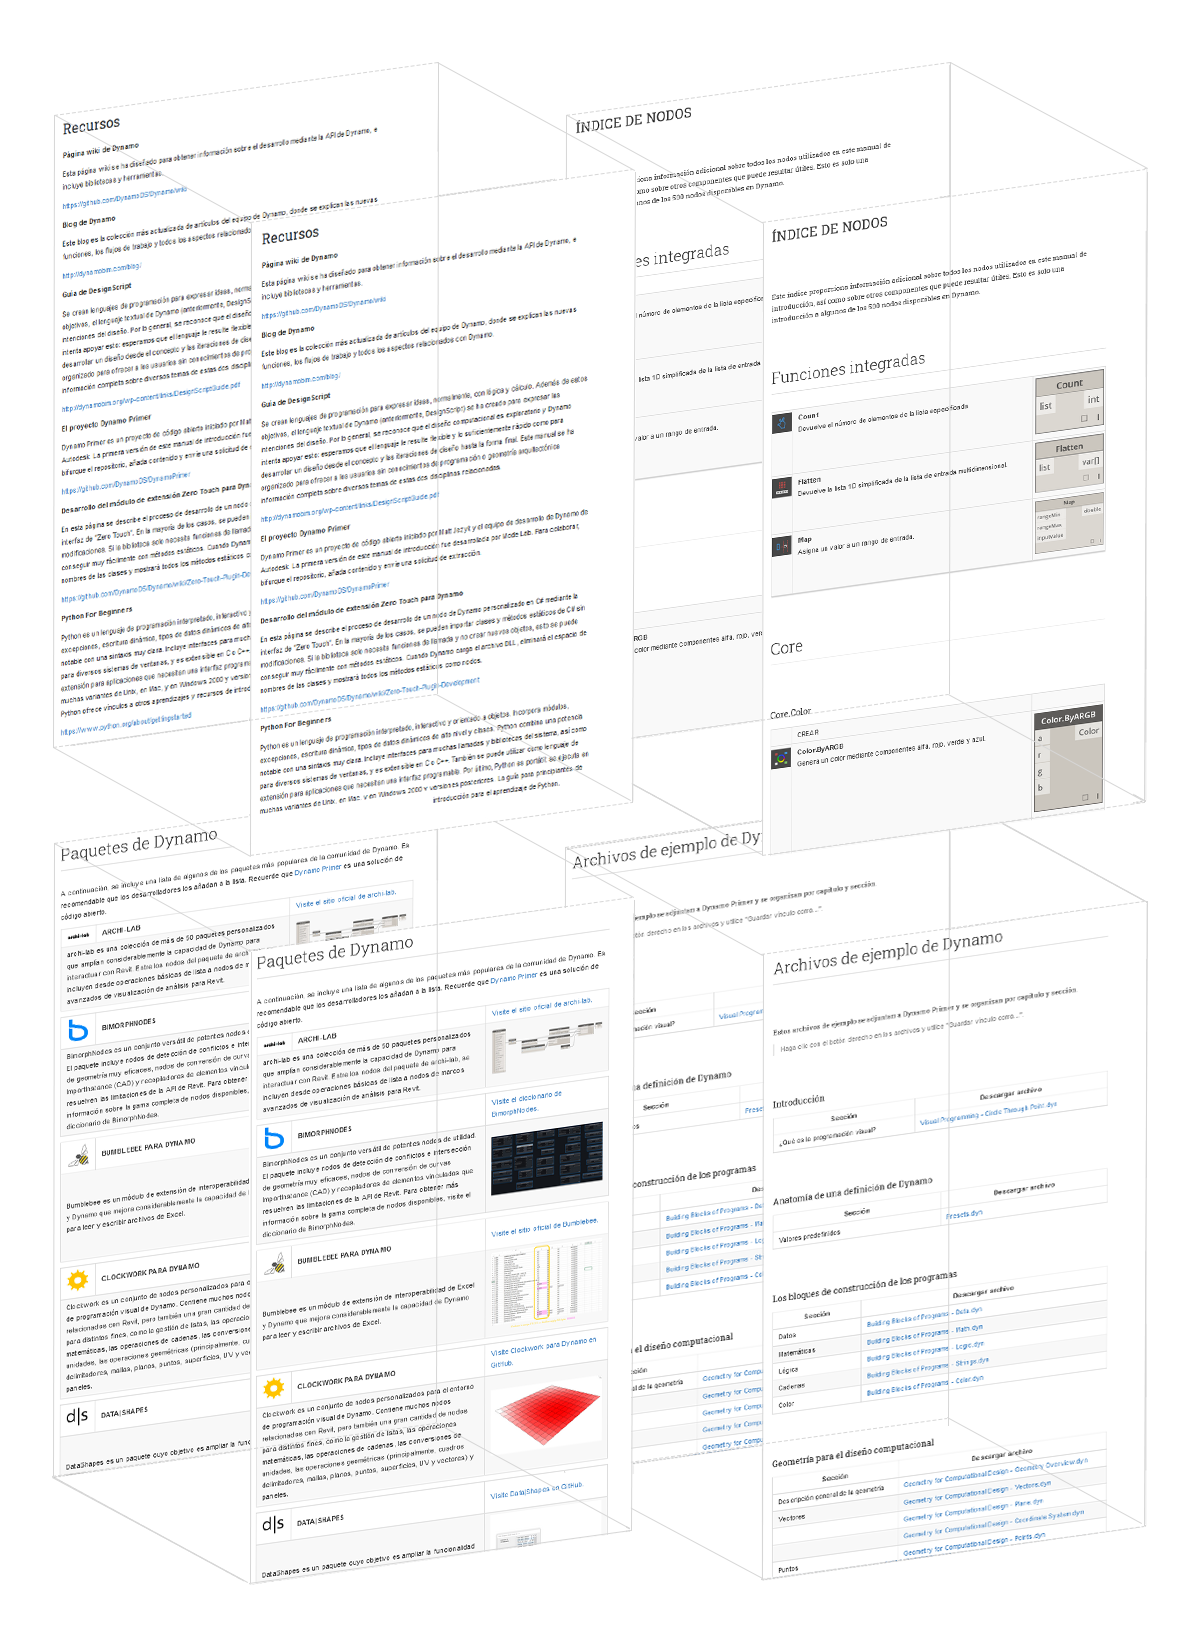 Recursos
Página wiki de Dynamo
Esta página wiki se ha diseñado para obtener información sobre el desarrollo mediante la API de Dynamo, e
incluye bibliotecas y herramientas.
https://github.com/DynamoDS/Dynamo/wiki
Blog de Dynamo
Este blog es la colección más actualizada de artículos del equipo de Dynamo, donde se explican las nuevas
funciones, los flujos de trabajo y todos los aspectos relacionados con Dynamo.
http://dynamobim.com/blog/
Guía de DesignScript
Se crean lenguajes de programación para expresar ideas, normalmente, con lógica y cálculo. Además de estos
objetivos, el lenguaje textual de Dynamo (anteriormente, DesignScript) se ha creado para expresar las
intenciones del diseño. Por lo general, se reconoce que el diseño computacional es exploratorio y Dynamo
intenta apoyar esto: esperamos que el lenguaje le resulte flexible y lo suficientemente rápido como para
desarrollar un diseño desde el concepto y las iteraciones de diseño hasta la forma final. Este manual se ha
organizado para ofrecer a los usuarios sin conocimientos de programación o geometría arquitectónica
información completa sobre diversos temas de estas dos disciplinas relacionadas.
http://dynamobim.org/wp-content/links/DesignScriptGuide.pdf
El proyecto Dynamo Primer
Dynamo Primer es un proyecto de código abierto iniciado por Matt Jezyk y el equipo de desarrollo de Dynamo de
Autodesk. La primera versión de este manual de introducción fue desarrollada por Mode Lab. Para colaborar,
bifurque el repositorio, añada contenido y envíe una solicitud de extracción.
https://github.com/DynamoDS/DynamoPrimer
Desarrollo del módulo de extensión Zero Touch para Dynamo
En esta página se describe el proceso de desarrollo de un nodo de Dynamo personalizado en C# mediante la
interfaz de "Zero Touch". En la mayoría de los casos, se pueden importar clases y métodos estáticos de C# sin
modificaciones. Si la biblioteca solo necesita funciones de llamada y no crear nuevos objetos, esto se puede
conseguir muy fácilmente con métodos estáticos. Cuando Dynamo carga el archivo DLL, eliminará el espacio de
nombres de las clases y mostrará todos los métodos estáticos como nodos.
https://github.com/DynamoDS/Dynamo/wiki/Zero-Touch-Plugin-Development
Python For Beginners
Python es un lenguaje de programación interpretado, interactivo y orientado a objetos. Incorpora módulos,
excepciones, escritura dinámica, tipos de datos dinámicos de alto nivel y clases. Python combina una potencia
notable con una sintaxis muy clara. Incluye interfaces para muchas llamadas y bibliotecas del sistema, así como
para diversos sistemas de ventanas, y es extensible en C o C++. También se puede utilizar como lenguaje de
extensión para aplicaciones que necesitan una interfaz programable. Por último, Python es portátil: se ejecuta en
muchas variantes de Unix, en Mac, y en Windows 2000 y versiones posteriores. La guía para principiantes de
introducción para el aprendizaje de Python.
https://www.python.org/about/gettingstarted
ÍNDICE DE NODOS
Este índice proporciona información adicional sobre todos los nodos utilizados en este manual de
introducción, así como sobre otros componentes que puede resultar útiles. Esto es solo una
introducción a algunos de los 500 nodos disponibles en Dynamo.
Funciones integradas
Count
Devuelve el número de elementos de la lista especificada.
Count
list int
Flatten
Devuelve la lista 1D simplificada de la lista de entrada multidimensional.
Flatten
list var[]
Map
Asigna un valor a un rango de entrada.
Map
rangeMin double
rangeMax
inputValue
Core
Core.Color
CREAR
Color.ByARGB
Genera un color mediante componentes alfa, rojo, verde y azul.
Color.ByARGB
a Color
r
g
b
Paquetes de Dynamo
A continuación, se incluye una lista de algunos de los paquetes más populares de la comunidad de Dynamo. Es
recomendable que los desarrolladores los añadan a la lista. Recuerde que Dynamo Primer es una solución de
código abierto.
archi-lab ARCHI-LAB
Visite el sitio oficial de archi-lab.
archi-lab es una colección de más de 50 paquetes personalizados
que amplían considerablemente la capacidad de Dynamo para
interactuar con Revit. Entre los nodos del paquete de archi-lab, se
incluyen desde operaciones básicas de lista a nodos de marcos
avanzados de visualización de análisis para Revit.
BIMORPHNODES
Visite el diccionario de
BimorphNodes.
BimorphNodes es un conjunto versátil de potentes nodos de utilidad.
El paquete incluye nodos de detección de conflictos e intersección
de geometría muy eficaces, nodos de conversión de curvas
ImportInstance (CAD) y recopiladores de elementos vinculados que
resuelven las limitaciones de la API de Revit. Para obtener más
información sobre la gama completa de nodos disponibles, visite el
diccionario de BimorphNodes.
BUMBLEBEE PARA DYNAMO
Visite el sitio oficial de Bumblebee.
Bumblebee es un módulo de extensión de interoperabilidad de Excel
y Dynamo que mejora considerablemente la capacidad de Dynamo
para leer y escribir archivos de Excel.
CLOCKWORK PARA DYNAMO
Visite Clockwork para Dynamo en
GitHub.
Clockwork es un conjunto de nodos personalizados para el entorno
de programación visual de Dynamo. Contiene muchos nodos
relacionados con Revit, pero también una gran cantidad de nodos
para distintos fines, como la gestión de listas, las operaciones
matemáticas, las operaciones de cadenas, las conversiones de
unidades, las operaciones geométricas (principalmente, cuadros
delimitadores, mallas, planos, puntos, superficies, UV y vectores) y
paneles.
d|s DATA|SHAPES
Visite Data|Shapes en GitHub.
DataShapes es un paquete cuyo objetivo es ampliar la funcionalidad
Archivos de ejemplo de Dynamo
Estos archivos de ejemplo se adjuntan a Dynamo Primer y se organizan por capítulo y sección.
Haga clic con el botón derecho en los archivos y utilice "Guardar vínculo como...".
Introducción
Sección Descargar archivo
¿Qué es la programación visual? Visual Programming - Circle Through Point.dyn
Anatomía de una definición de Dynamo
Sección Descargar archivo
Valores predefinidos Presets.dyn
Los bloques de construcción de los programas
Sección Descargar archivo
Datos Building Blocks of Programs - Data.dyn
Matemáticas Building Blocks of Programs - Math.dyn
Lógica Building Blocks of Programs - Logic.dyn
Cadenas Building Blocks of Programs - Strings.dyn
Color Building Blocks of Programs - Color.dyn
Geometría para el diseño computacional
Sección Descargar archivo
Descripción general de la geometría Geometry for Computational Design - Geometry Overview.dyn
Vectores Geometry for Computational Design - Vectors.dyn
Geometry for Computational Design - Plane.dyn
Geometry for Computational Design - Coordinate System.dyn
Puntos Geometry for Computational Design - Points.dyn